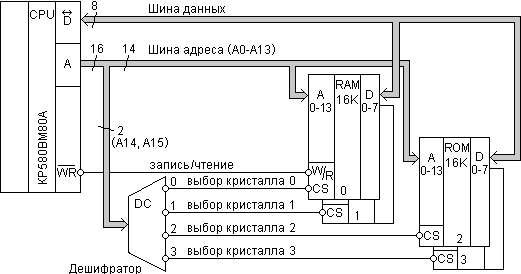 CPU
D
8
Шина данных
A
16
14
Шина адреса (A0-A13)
2
(A14, A15)
КР580ВМ80А
WR
запись/чтение
A
0-13
RAM
16K
D
0-7
W/R
CS
0
CS
1
A
0-13
ROM
16K
D
0-7
CS
2
CS
3
DC
0 выбор кристалла 0
1 выбор кристалла 1
2 выбор кристалла 2
3 выбор кристалла 3
Дешифратор